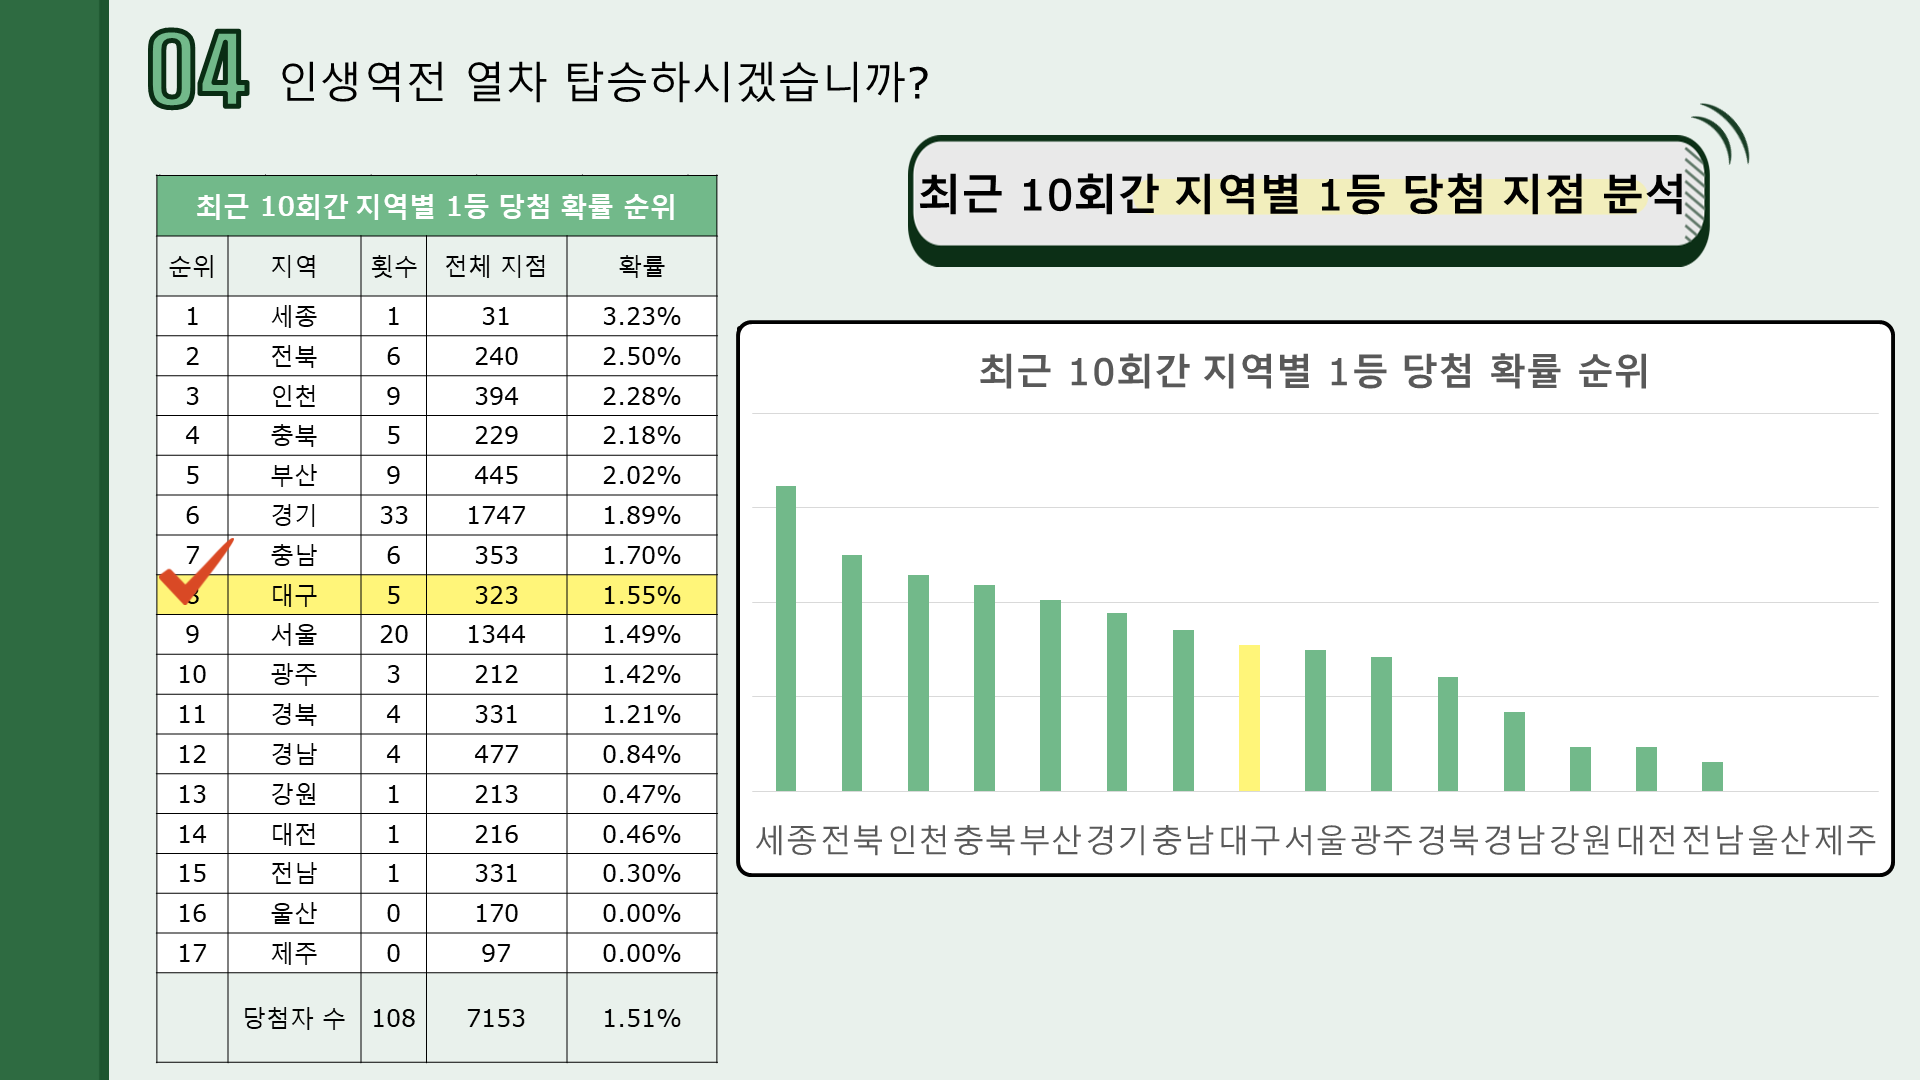 04 인생역전 열차 탑승하시겠습니까?
최근 10회간 지역별 1등 당첨 지점 분석
최근 10회간 지역별 1등 당첨 확률 순위
순위 지역 횟수 전체 지점 확률
1 세종 1 31 3.23%
2 전북 6 240 2.50%
3 인천 9 394 2.28%
4 충북 5 229 2.18%
5 부산 9 445 2.02%
6 경기 33 1747 1.89%
7 충남 6 353 1.70%
8 대구 5 323 1.55%
9 서울 20 1344 1.49%
10 광주 3 212 1.42%
11 경북 4 331 1.21%
12 경남 4 477 0.84%
13 강원 1 213 0.47%
14 대전 1 216 0.46%
15 전남 1 331 0.30%
16 울산 0 170 0.00%
17 제주 0 97 0.00%
당첨자 수 108 7153 1.51%
최근 10회간 지역별 1등 당첨 확률 순위
세종 전북 인천 충북 부산 경기 충남 대구 서울 광주 경북 경남 강원 대전 전남 울산 제주